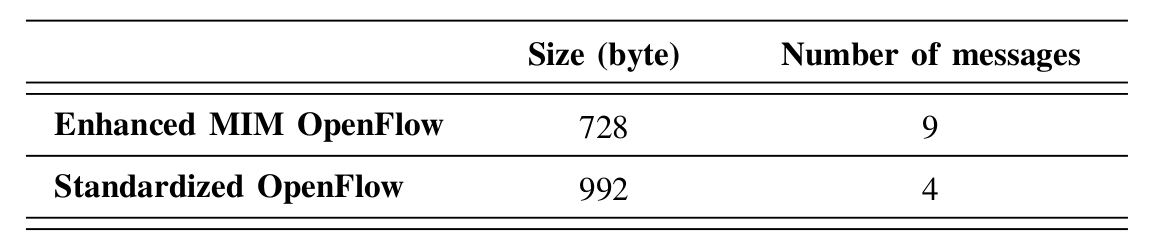 Size (byte) Number of messages
Enhanced MIM OpenFlow 728 9
Standardized OpenFlow 992 4